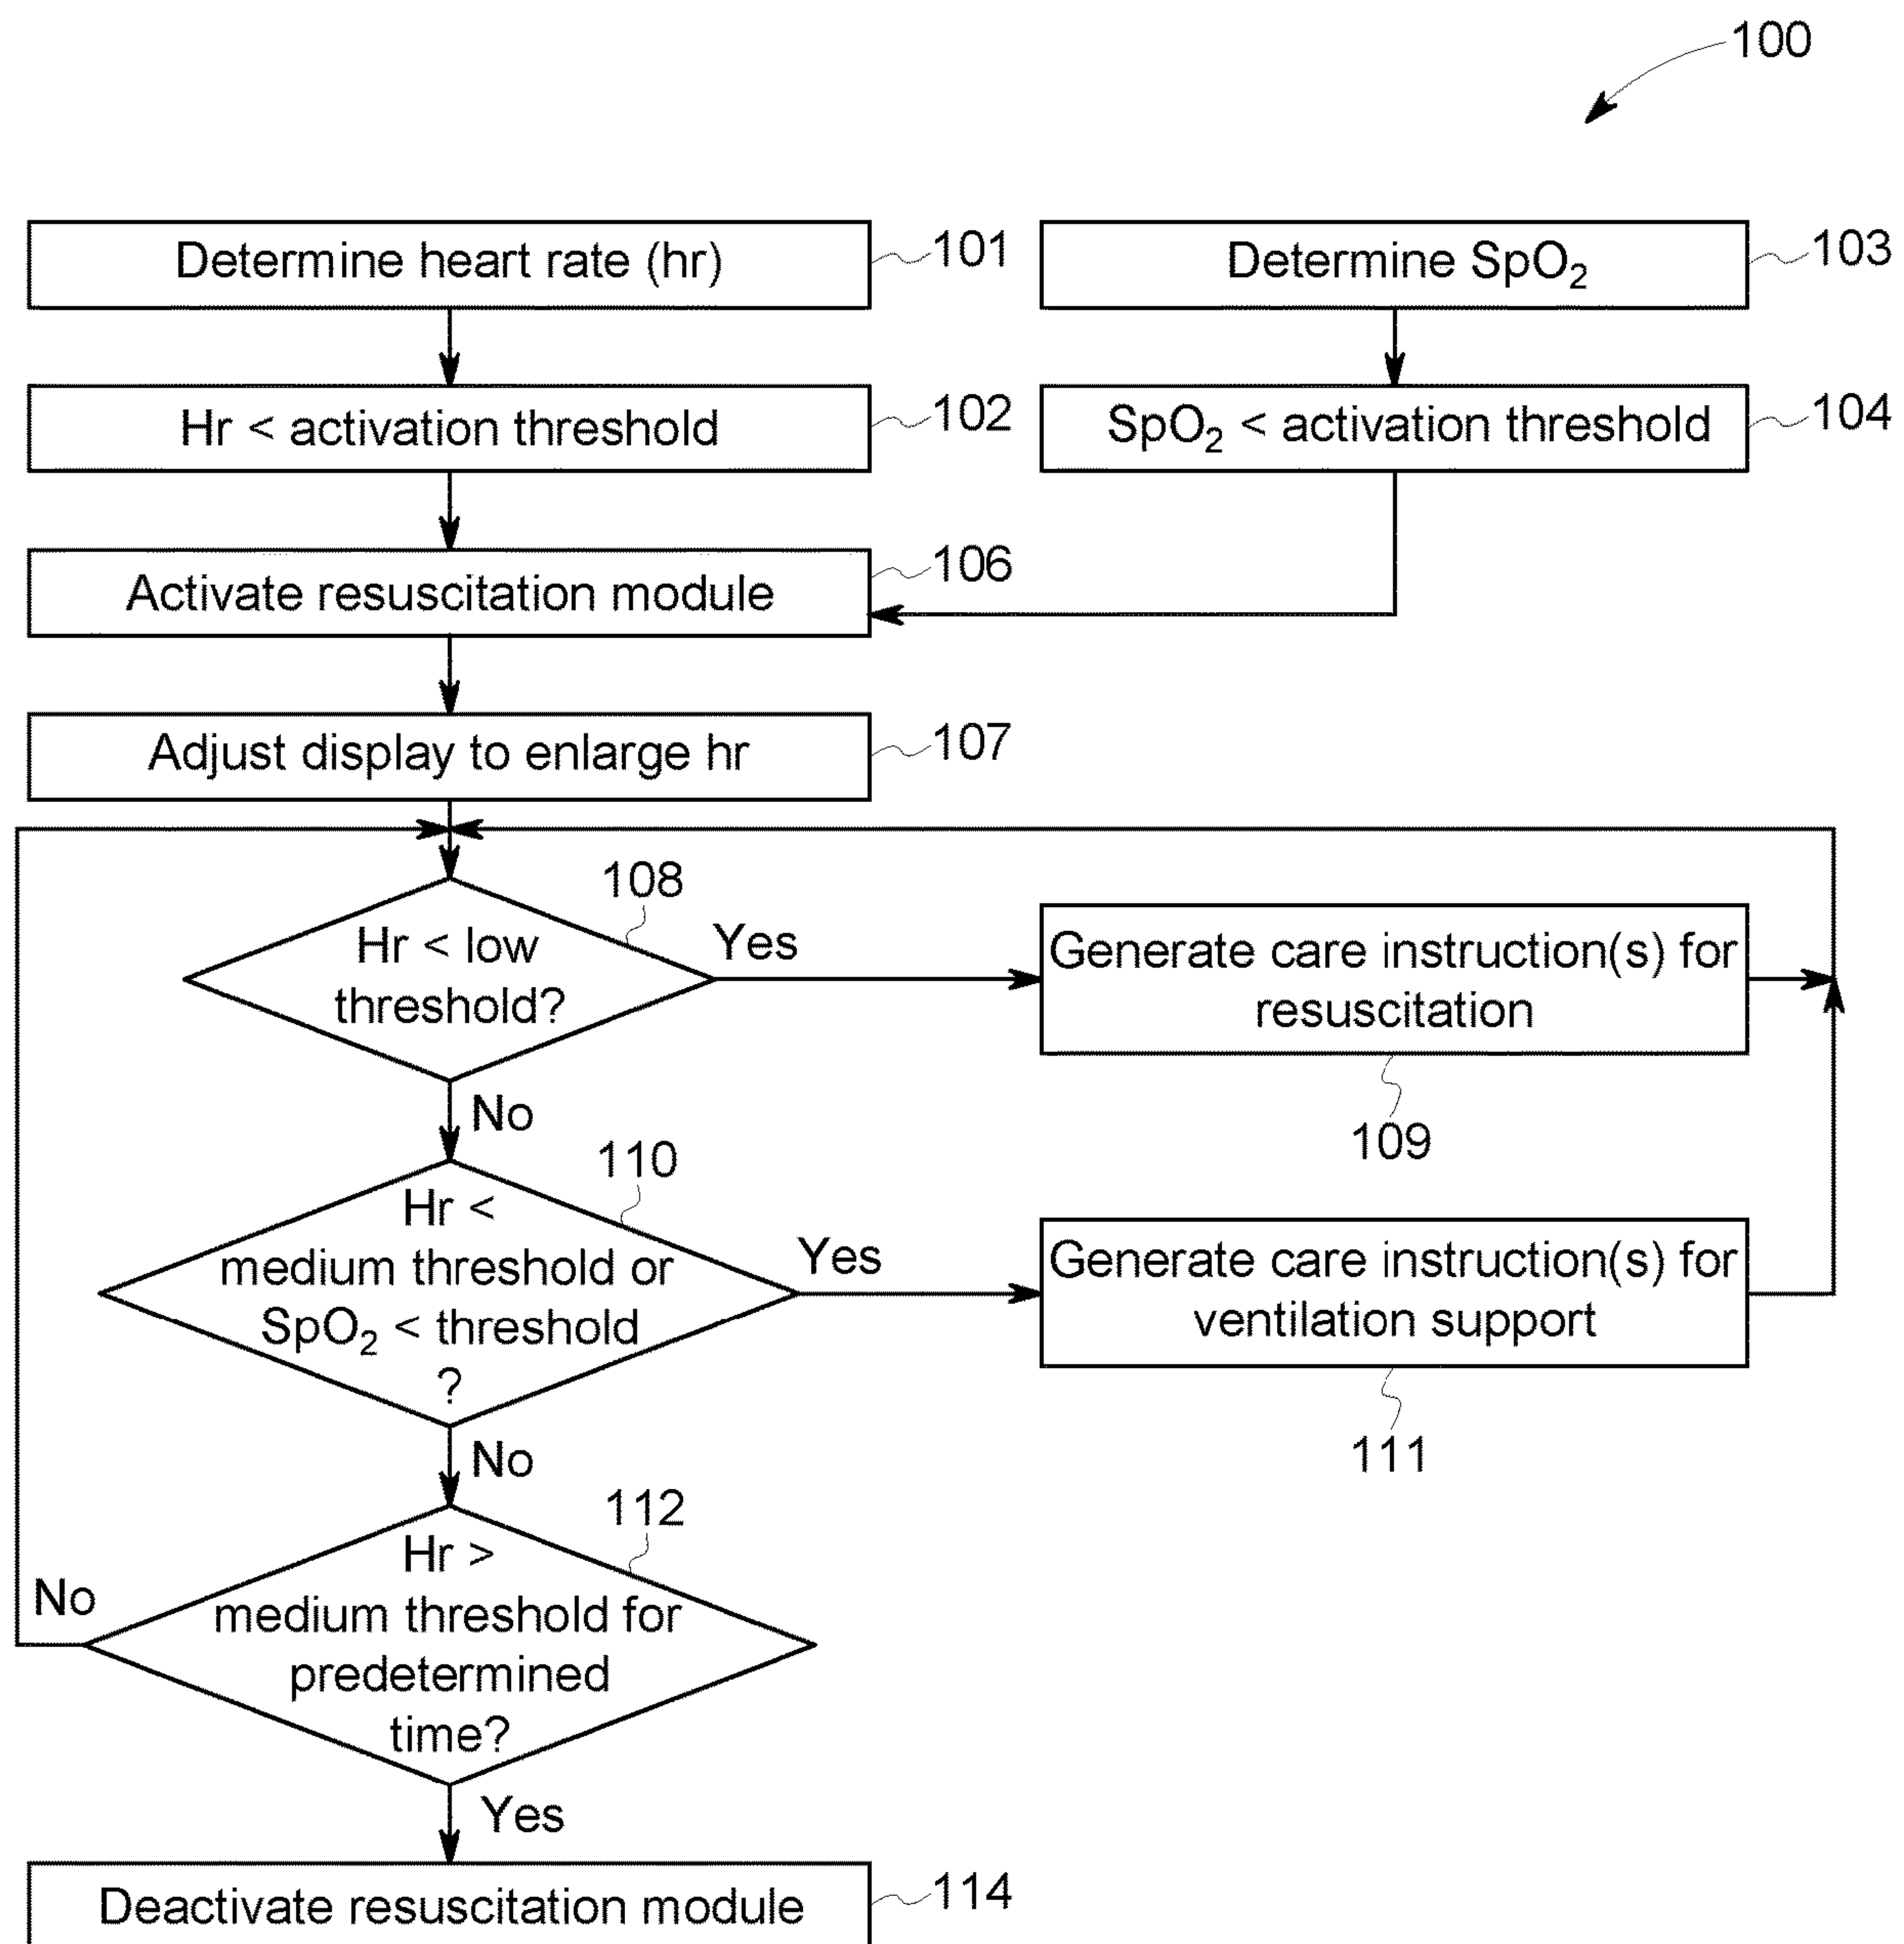 100
Determine heart rate (hr)
101
Determine SpO₂
103
Hr < activation threshold
102
SpO₂ < activation threshold
104
Activate resuscitation module
106
Adjust display to enlarge hr
107
108
Hr < low
threshold?
Yes
Generate care instruction(s) for
resuscitation
109
No
110
Hr <
medium threshold or
SpO₂ < threshold
?
Yes
Generate care instruction(s) for
ventilation support
111
No
112
Hr >
medium threshold for
predetermined
time?
No
Yes
Deactivate resuscitation module
114